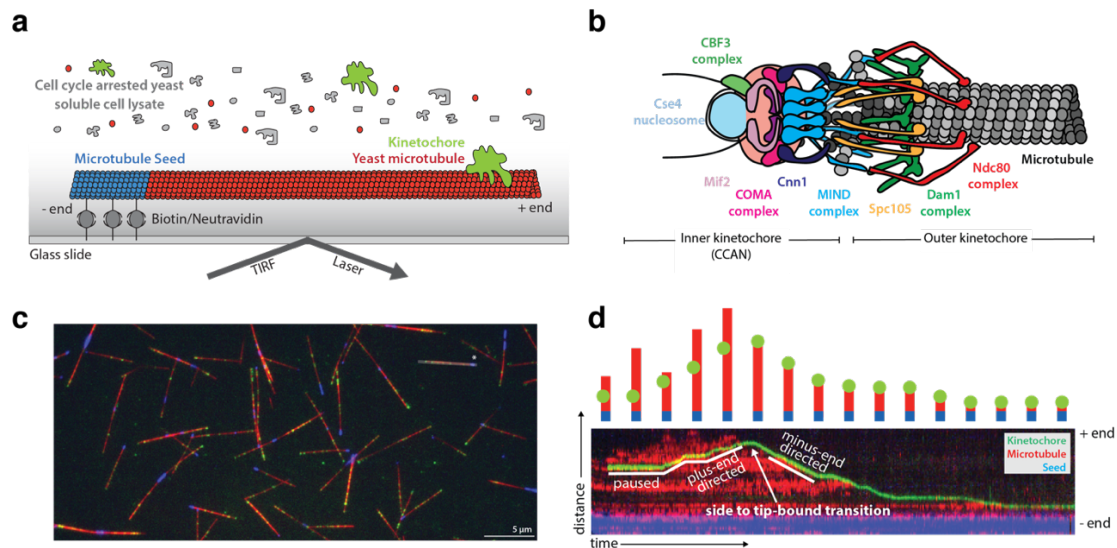 a
Cell cycle arrested yeast
soluble cell lysate
Kinetochore
Microtubule Seed
Yeast microtubule
- end
+ end
Biotin/Neutravidin
Glass slide
TIRF
Laser
b
CBF3
complex
Cse4
nucleosome
Microtubule
Ndc80
complex
Mif2
Cnn1
COMA
complex
MIND
complex
Dam1
complex
Spc105
Inner kinetochore
(CCAN)
Outer kinetochore
c
*
5 µm
d
+ end
Kinetochore
Microtubule
Seed
paused
plus-end
directed
minus-end
directed
side to tip-bound transition
distance
- end
time